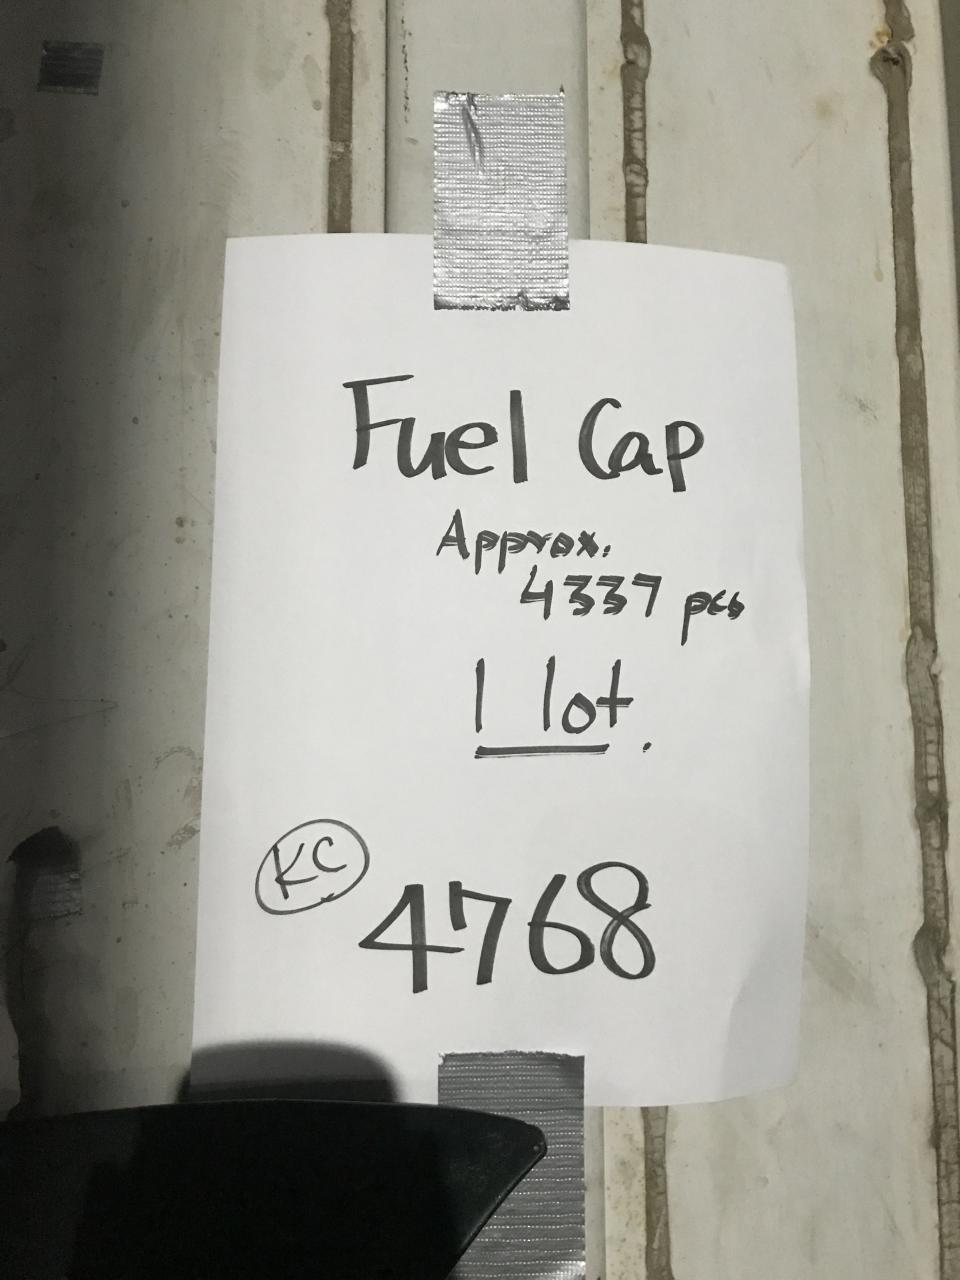 Fuel Cap
Approx.
4337 pcs
1 lot.
KC
4768